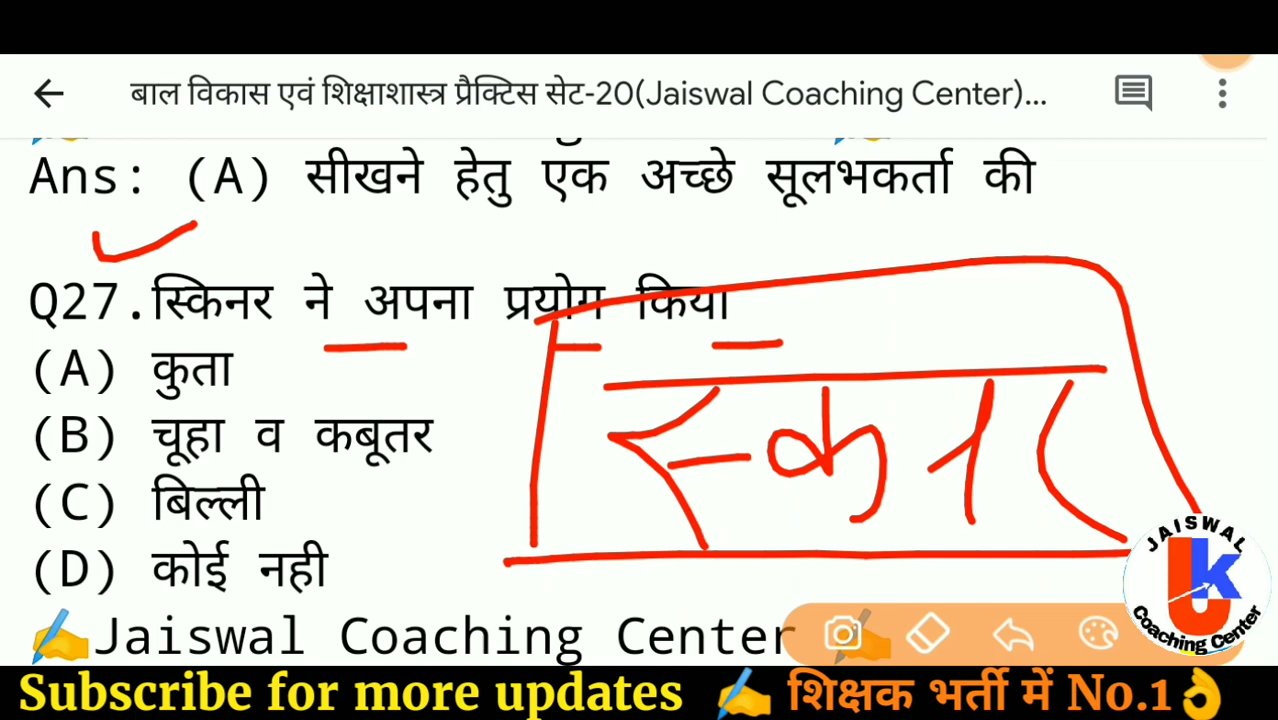 बाल विकास एवं शिक्षाशास्त्र प्रैक्टिस सेट-20(Jaiswal Coaching Center)...
Ans: (A) सीखने हेतु एक अच्छे सूलभकर्ता की
Q27.स्किनर ने अपना प्रयोग किया
(A) कुता
(B) चूहा व कबूतर
(C) बिल्ली
(D) कोई नही
✍️Jaiswal Coaching Center ✍️
JAISWAL
UK
Coaching Center
Subscribe for more updates ✍️ शिक्षक भर्ती में No.1👌